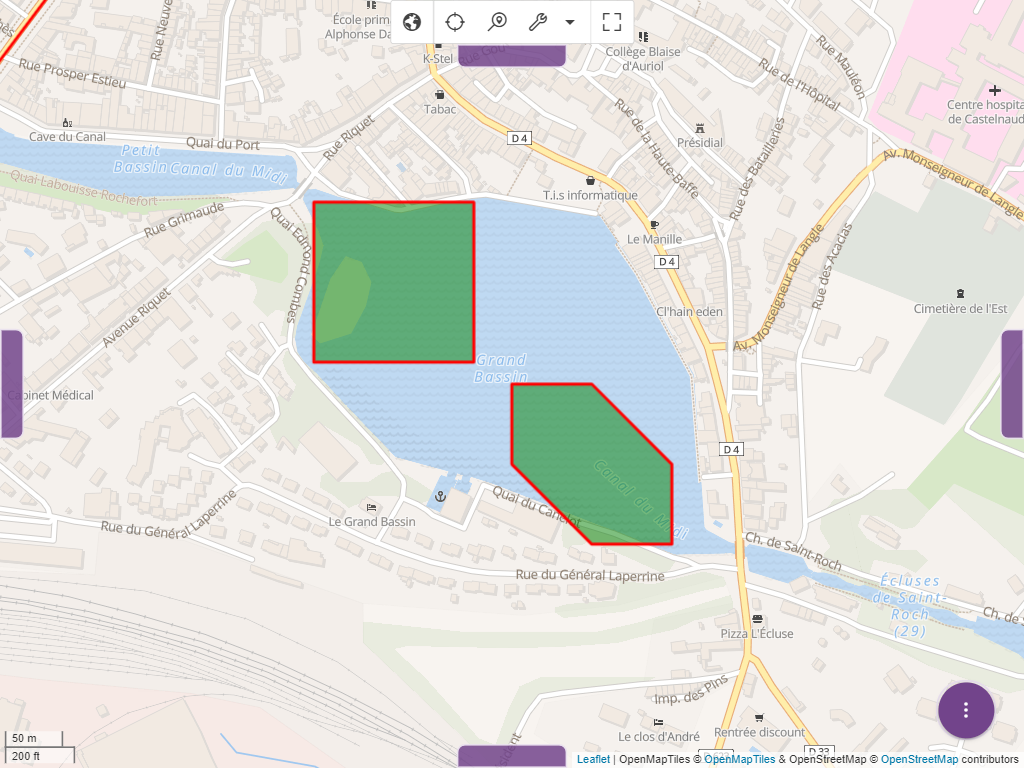 École prim
Alphonse Da
K-Stel
Collège Blaise
d'Auriol
Rue Mauléon
Rue Neuve
Rue Prosper Estieu
Rue de l'Hôpital
Tabac
Centre hospita
de Castelnaud
Cave du Canal
Quai du Port
Rue Riquet
D 4
Rue de la Haute-Baffe
Présidial
Rue des Batailleries
Petit
Bassin
Canal du Midi
Av. Monseigneur de Langle
Quai Labouisse Rochefort
T.i.s informatique
Rue Grimaude
Quai Edmond Combes
Le Manille
D 4
Av. Monseigneur de Langle
Rue des Acacias
Avenue Riquet
Cl'hain eden
Cimetière de l'Est
Grand
Bassin
Cabinet Médical
D 4
Canal du Midi
Quai du Canelot
Le Grand Bassin
Rue du Général Laperrine
Ch. de Saint-Roch
Rue du Général Laperrine
Écluses
de Saint-
Roch
(29)
Ch. de S
Pizza L'Écluse
Imp. des Pins
Le clos d'André
Rentrée discount
D 33
50 m
200 ft
Leaflet | OpenMapTiles © OpenMapTiles & OpenStreetMap © OpenStreetMap contributors